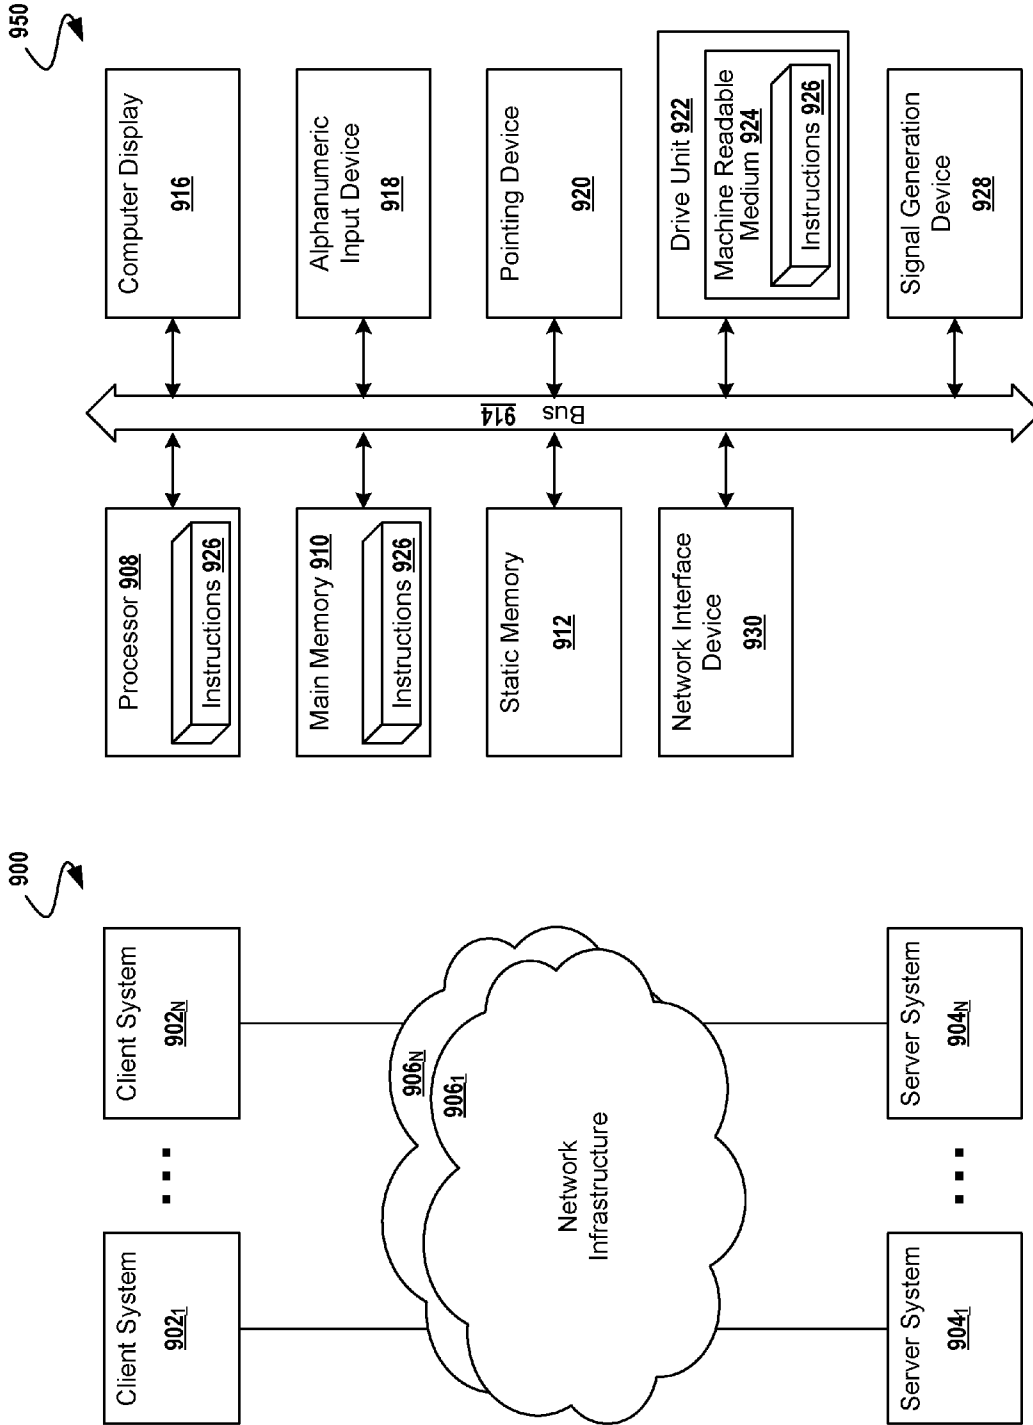 900
Client System
902₁
Client System
902N
906N
906₁
Network
Infrastructure
Server System
904₁
Server System
904N
950
Processor 908
Instructions 926
Main Memory 910
Instructions 926
Static Memory
912
Network Interface
Device
930
Bus 914
Computer Display
916
Alphanumeric
Input Device
918
Pointing Device
920
Drive Unit 922
Machine Readable
Medium 924
Instructions 926
Signal Generation
Device
928